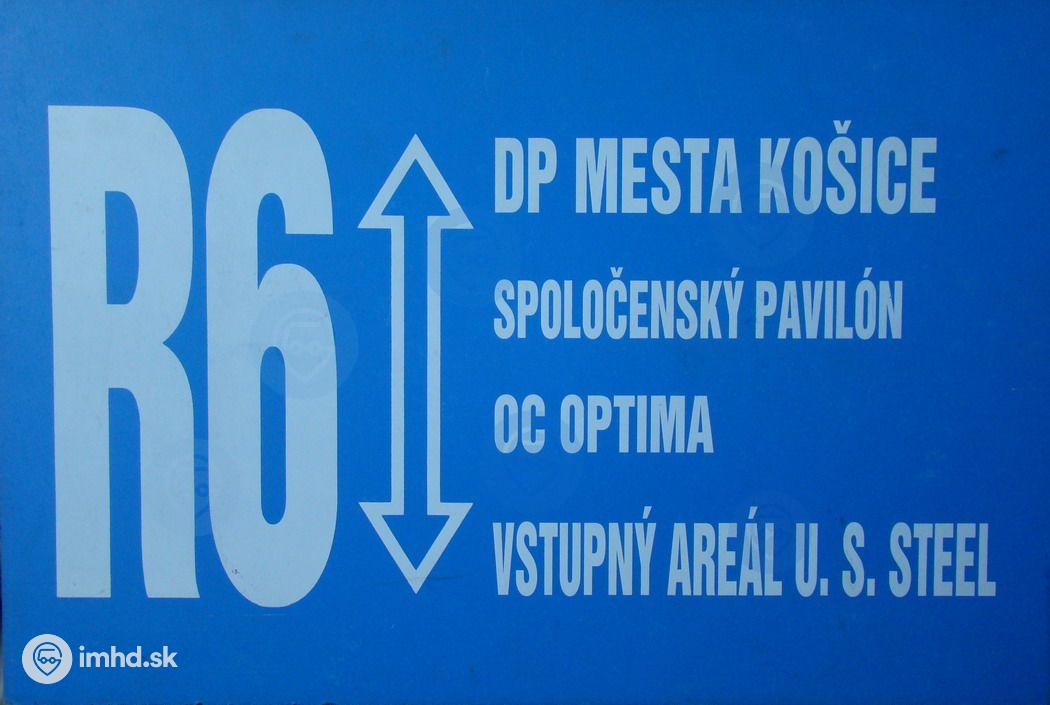 R6
DP MESTA KOŠICE
SPOLOČENSKÝ PAVILÓN
OC OPTIMA
VSTUPNÝ AREÁL U. S. STEEL
imhd.sk